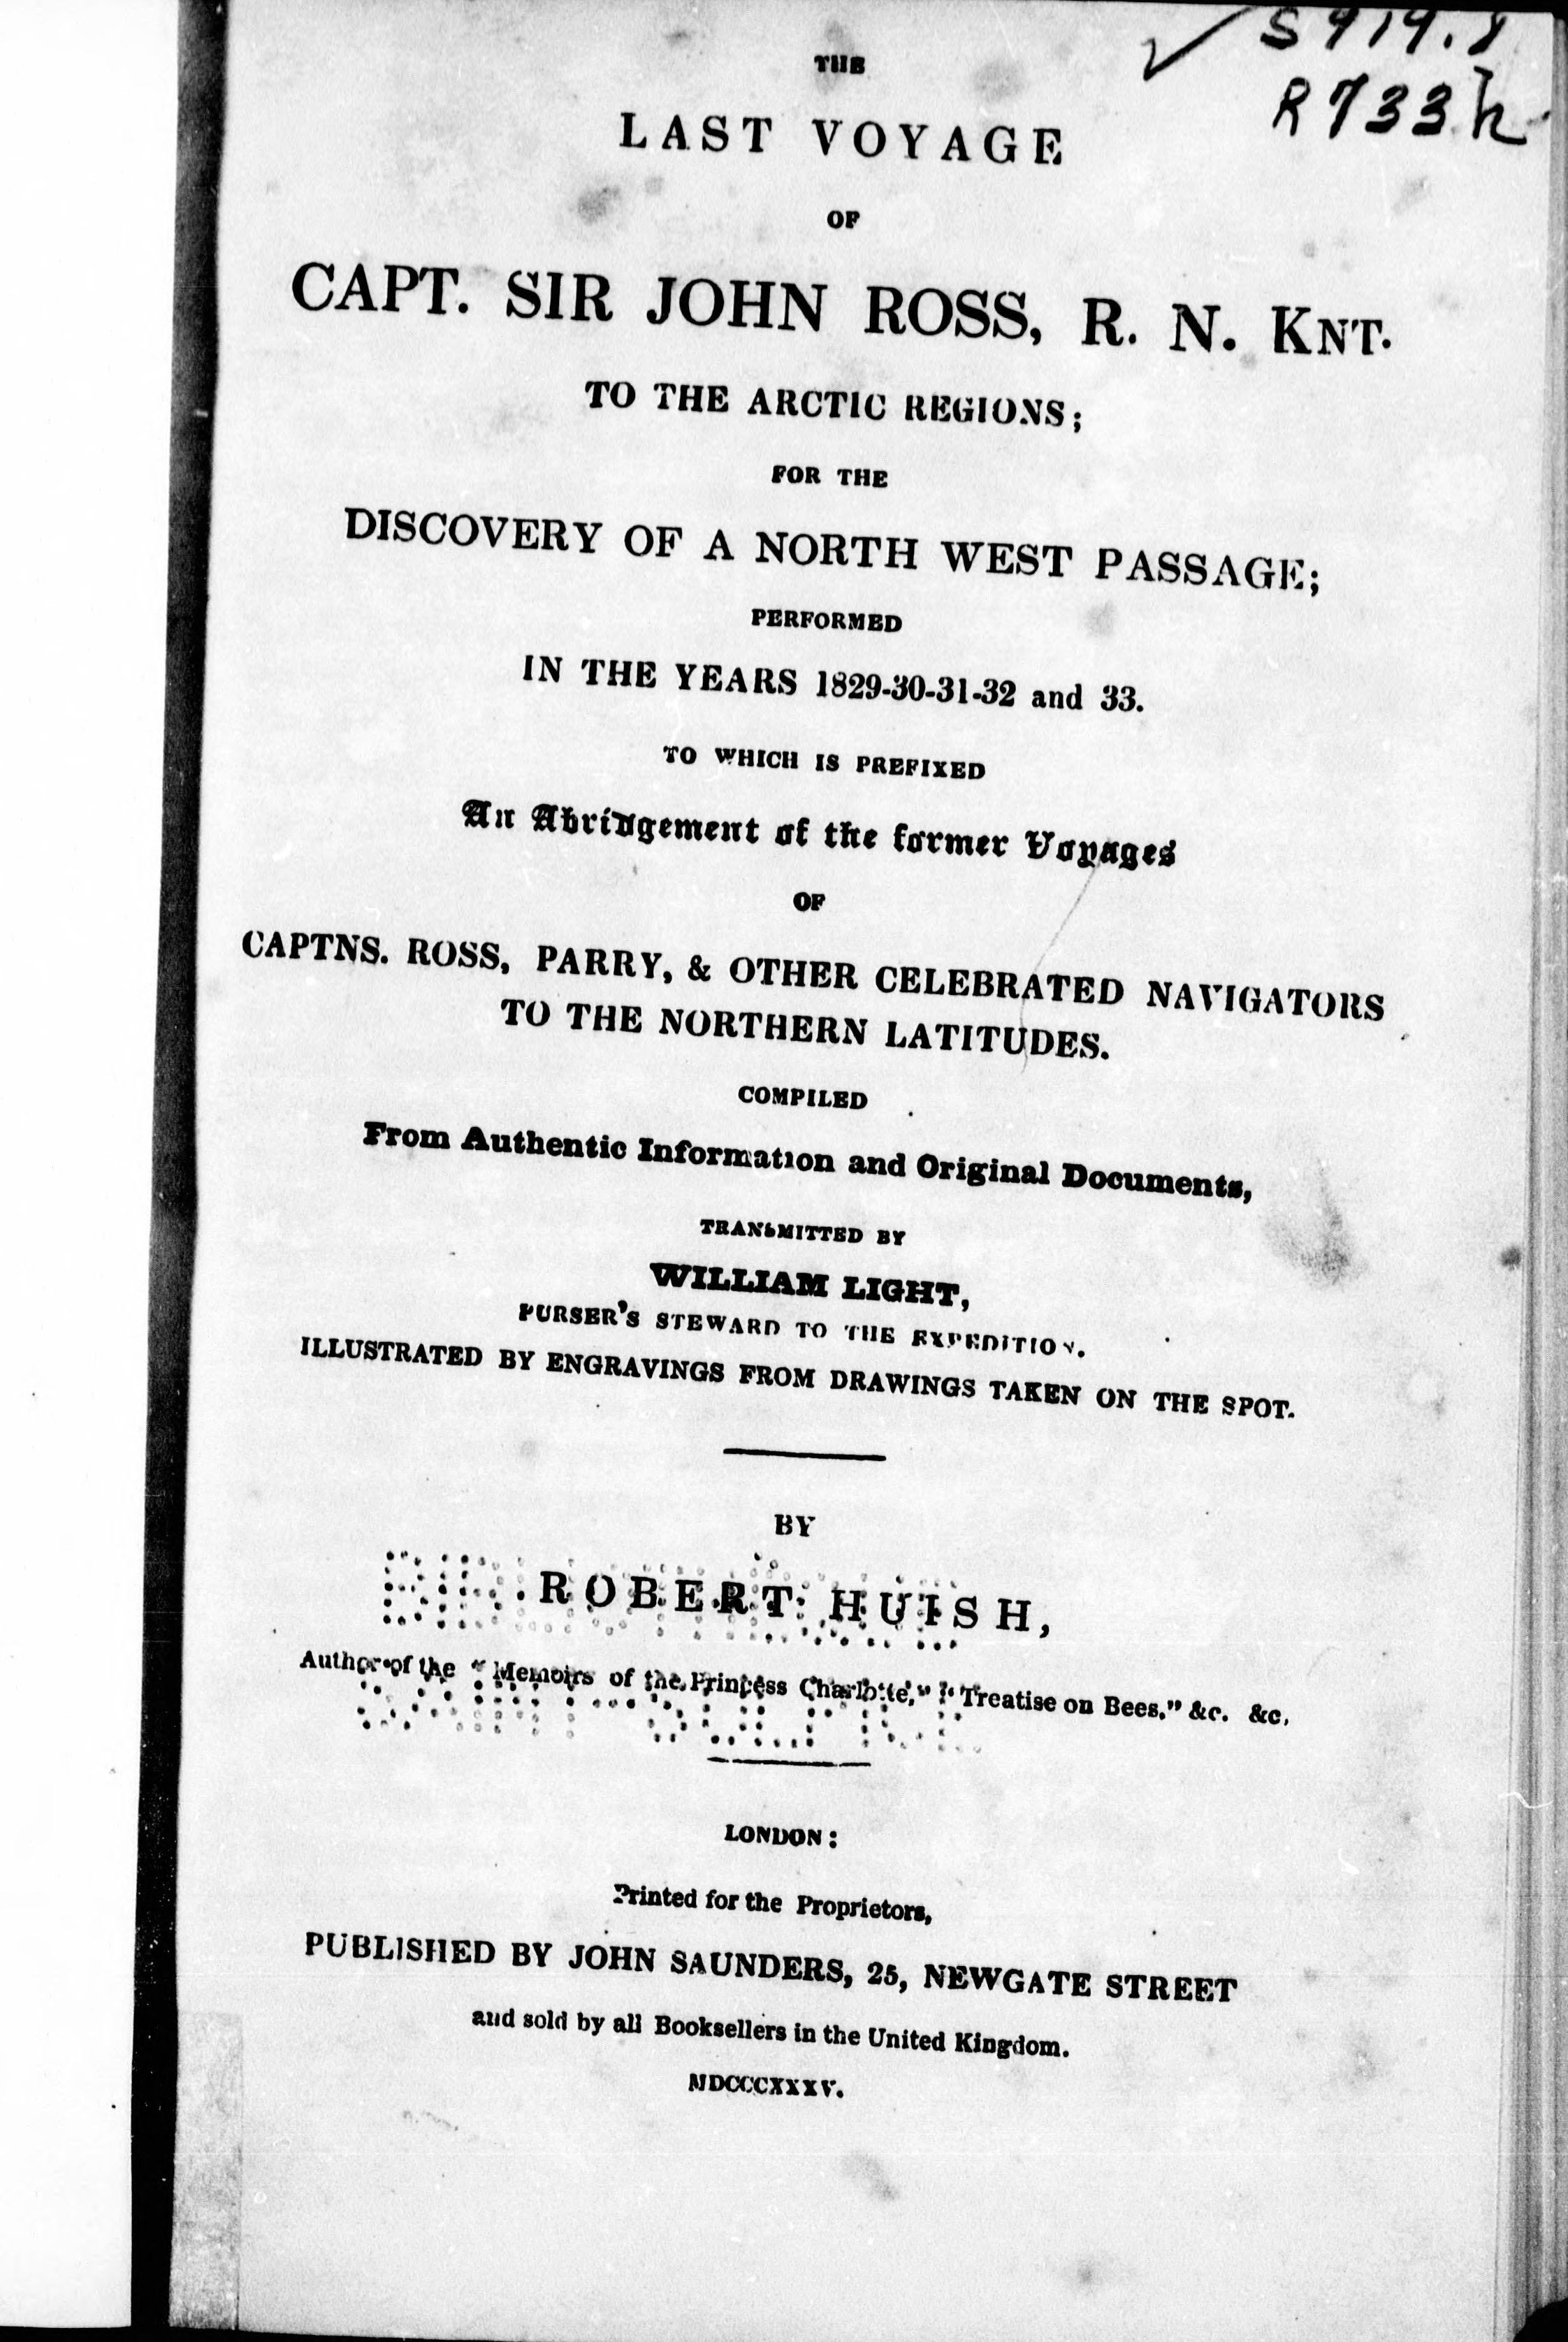 S919.8
R733h
THE
LAST VOYAGE
OF
CAPT. SIR JOHN ROSS, R. N. KNT.
TO THE ARCTIC REGIONS;
FOR THE
DISCOVERY OF A NORTH WEST PASSAGE;
PERFORMED
IN THE YEARS 1829-30-31-32 and 33.
TO WHICH IS PREFIXED
An Abridgement of the former Voyages
OF
CAPTNS. ROSS, PARRY, & OTHER CELEBRATED NAVIGATORS
TO THE NORTHERN LATITUDES.
COMPILED
From Authentic Information and Original Documents,
TRANSMITTED BY
WILLIAM LIGHT,
PURSER'S STEWARD TO THE EXPEDITION.
ILLUSTRATED BY ENGRAVINGS FROM DRAWINGS TAKEN ON THE SPOT.
BY
ROBERT HUISH,
Author of the "Memoirs of the Princess Charlotte," "Treatise on Bees," &c. &c.
LONDON:
Printed for the Proprietors,
PUBLISHED BY JOHN SAUNDERS, 25, NEWGATE STREET
and sold by all Booksellers in the United Kingdom.
MDCCCXXXV.